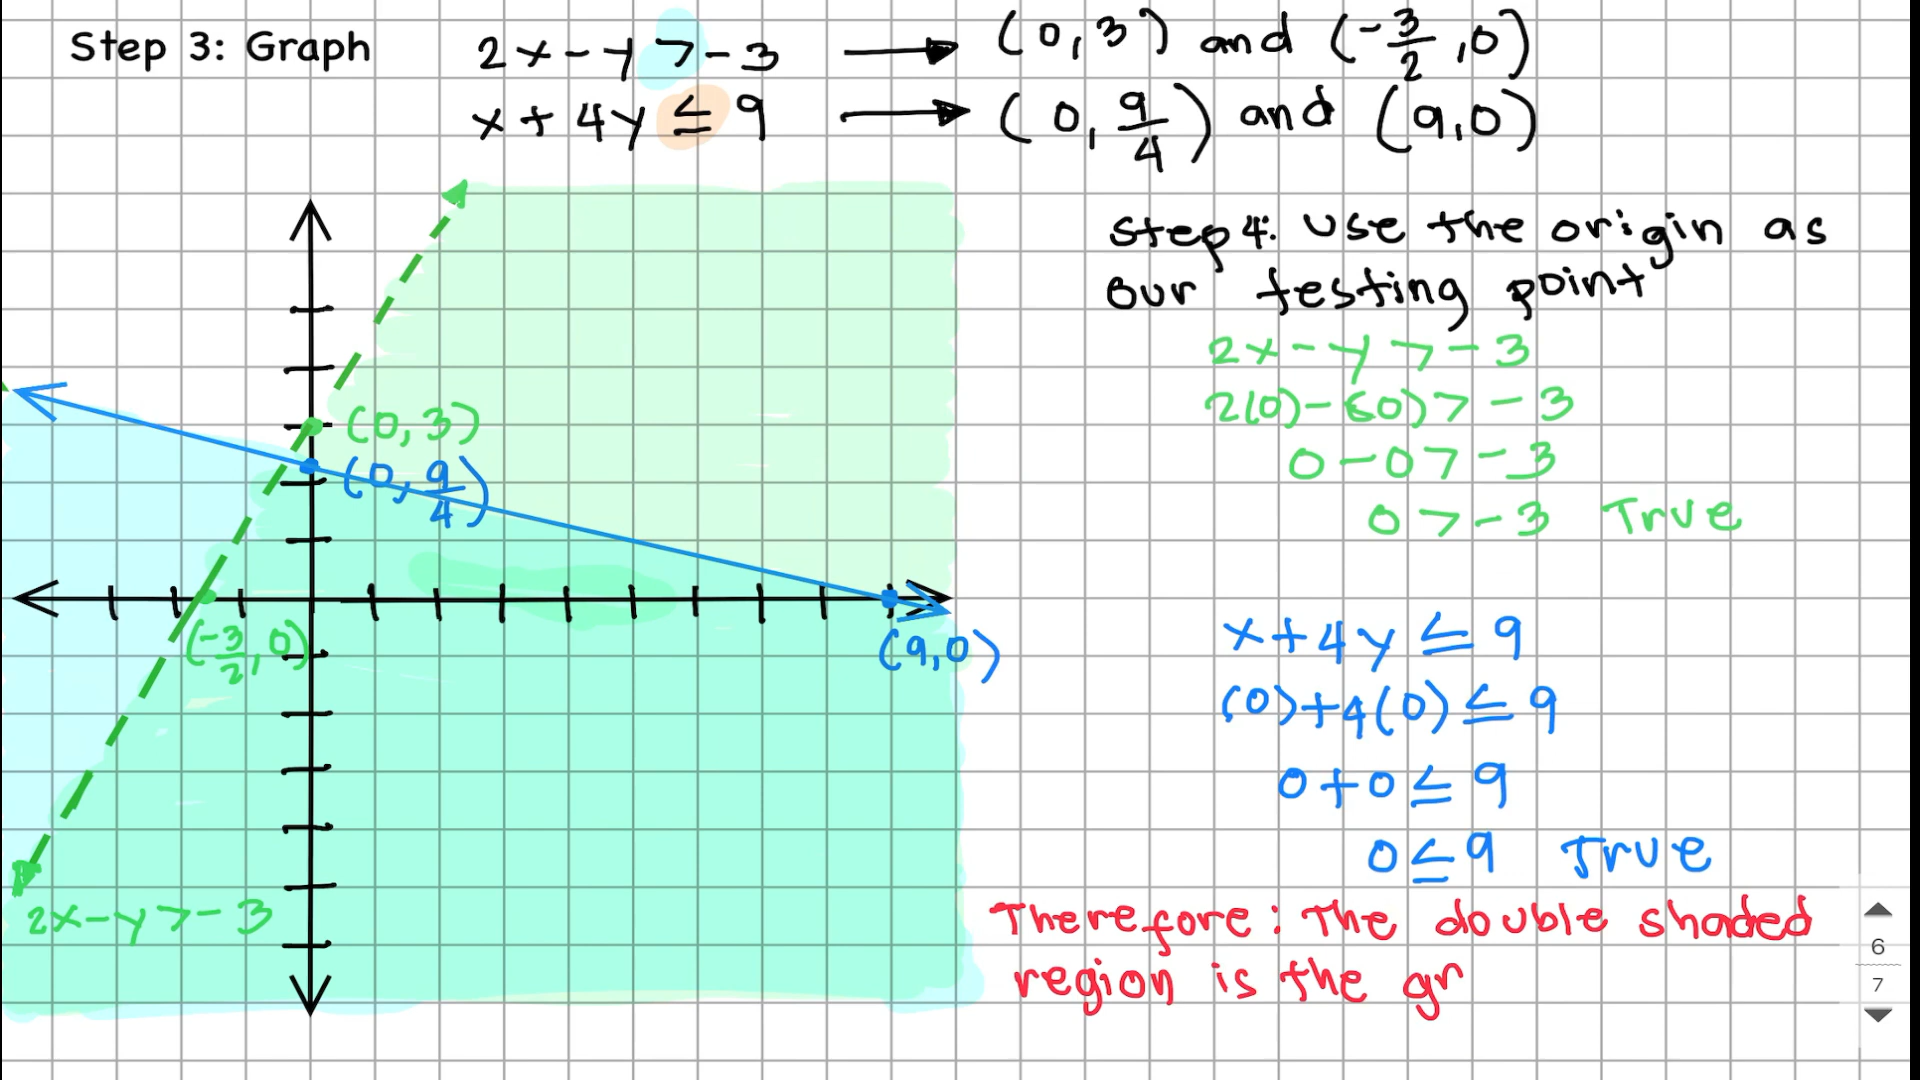 Step 3: Graph
2x - y > -3 → (0, 3) and (-3/2, 0)
x + 4y ≤ 9 → (0, 9/4) and (9, 0)
Step 4: Use the origin as
our testing point
2x - y > -3
2(0) - (0) > -3
0 - 0 > -3
0 > -3 True
x + 4y ≤ 9
(0) + 4(0) ≤ 9
0 + 0 ≤ 9
0 ≤ 9 True
Therefore: The double shaded
region is the gr
(0, 3)
(0, 9/4)
(-3/2, 0)
(9, 0)
2x - y > -3
6
7